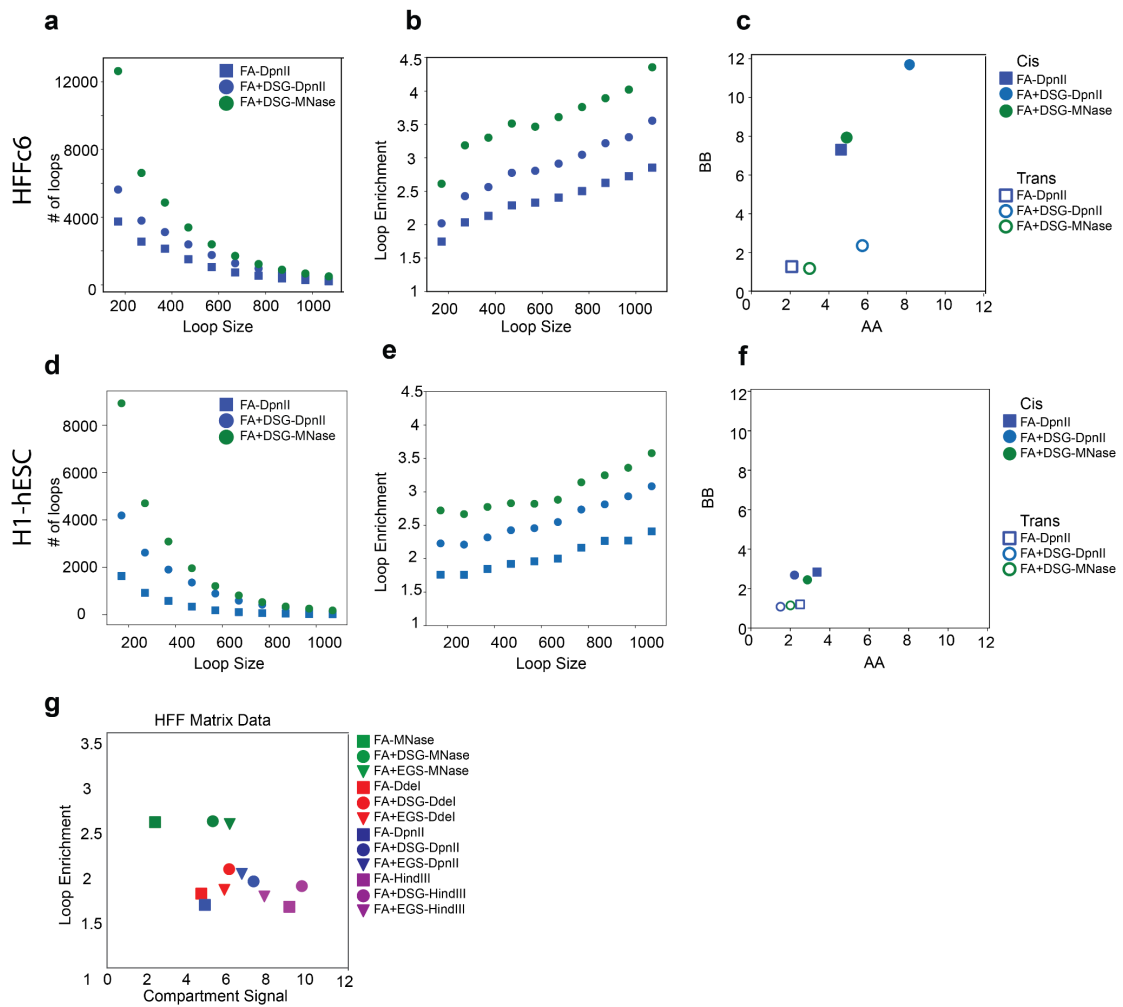 a
HFFc6
# of loops
12000
8000
4000
0
FA-DpnII
FA+DSG-DpnII
FA+DSG-MNase
200 400 600 800 1000
Loop Size
b
Loop Enrichment
4.5
4
3.5
3
2.5
2
1.5
1
200 400 600 800 1000
Loop Size
c
BB
12
10
8
6
4
2
0
0 2 4 6 8 10 12
AA
Cis
FA-DpnII
FA+DSG-DpnII
FA+DSG-MNase
Trans
FA-DpnII
FA+DSG-DpnII
FA+DSG-MNase
d
H1-hESC
# of loops
8000
6000
4000
2000
0
FA-DpnII
FA+DSG-DpnII
FA+DSG-MNase
200 400 600 800 1000
Loop Size
e
Loop Enrichment
4.5
4
3.5
3
2.5
2
1.5
1
200 400 600 800 1000
Loop Size
f
BB
12
10
8
6
4
2
0
0 2 4 6 8 10 12
AA
Cis
FA-DpnII
FA+DSG-DpnII
FA+DSG-MNase
Trans
FA-DpnII
FA+DSG-DpnII
FA+DSG-MNase
g
HFF Matrix Data
Loop Enrichment
3.5
3
2.5
2
1.5
1
0 2 4 6 8 10 12
Compartment Signal
FA-MNase
FA+DSG-MNase
FA+EGS-MNase
FA-DdeI
FA+DSG-DdeI
FA+EGS-DdeI
FA-DpnII
FA+DSG-DpnII
FA+EGS-DpnII
FA-HindIII
FA+DSG-HindIII
FA+EGS-HindIII